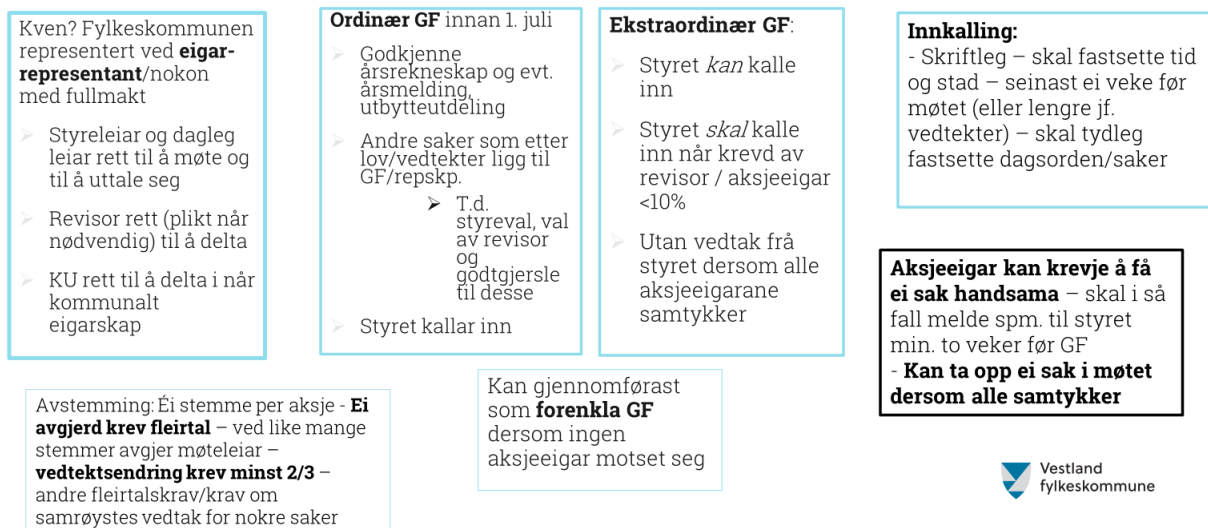 Kven? Fylkeskommunen
representert ved eigar-
representant/nokon
med fullmakt
Styreleiar og dagleg
leiar rett til å møte og
til å uttale seg
Revisor rett (plikt når
nødvendig) til å delta
KU rett til å delta i når
kommunalt
eigarskap
Ordinær GF innan 1. juli
Godkjenne
årsrekneskap og evt.
årsmelding,
utbytteutdeling
Andre saker som etter
lov/vedtekter ligg til
GF/repskp.
T.d.
styreval, val
av revisor
og
godtgjersle
til desse
Styret kallar inn
Ekstraordinær GF:
Styret kan kalle
inn
Styret skal kalle
inn når krevd av
revisor / aksjeeigar
<10%
Utan vedtak frå
styret dersom alle
aksjeeigarane
samtykker
Innkalling:
- Skriftleg – skal fastsette tid
og stad – seinast ei veke før
møtet (eller lengre jf.
vedtekter) – skal tydleg
fastsette dagsorden/saker
Aksjeeigar kan krevje å få
ei sak handsama – skal i så
fall melde spm. til styret
min. to veker før GF
- Kan ta opp ei sak i møtet
dersom alle samtykker
Avstemming: Éi stemme per aksje - Ei
avgjerd krev fleirtal – ved like mange
stemmer avgjer møteleiar –
vedtektsendring krev minst 2/3 –
andre fleirtalskrav/krav om
samrøystes vedtak for nokre saker
Kan gjennomførast
som forenkla GF
dersom ingen
aksjeeigar motset seg
Vestland
fylkeskommune